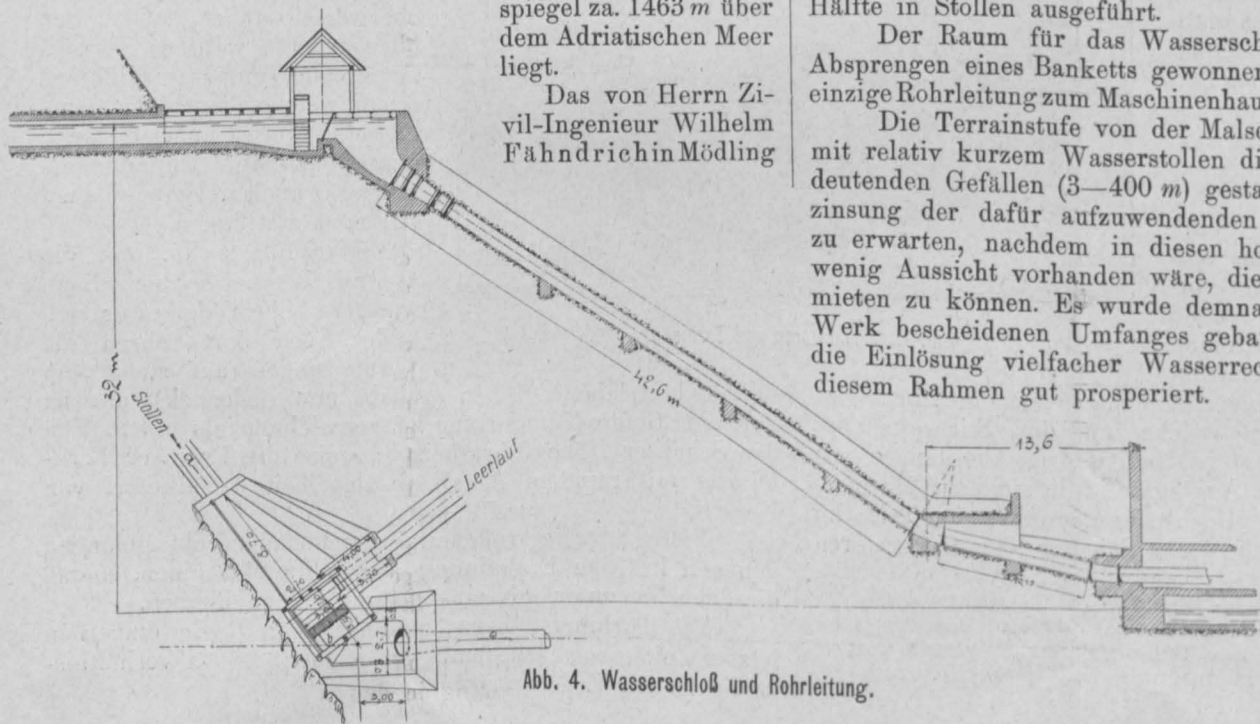 spiegel za. 1463 m über
dem Adriatischen Meer
liegt.
Das von Herrn Zi-
vil-Ingenieur Wilhelm
Fähndrich in Mödling
Hälfte in Stollen ausgeführt.
Der Raum für das Wassersch
Absprengen eines Banketts gewonnen
einzige Rohrleitung zum Maschinenhau
Die Terrainstufe von der Malse
mit relativ kurzem Wasserstollen di
deutenden Gefällen (3—400 m) gesta
zinsung der dafür aufzuwendenden
zu erwarten, nachdem in diesen ho
wenig Aussicht vorhanden wäre, die
mieten zu können. Es wurde demna
Werk bescheidenen Umfanges geba
die Einlösung vielfacher Wasserrec
diesem Rahmen gut prosperiert.
42,6 m
13,6
Stollen
Leerlauf
2,00
Abb. 4. Wasserschloß und Rohrleitung.